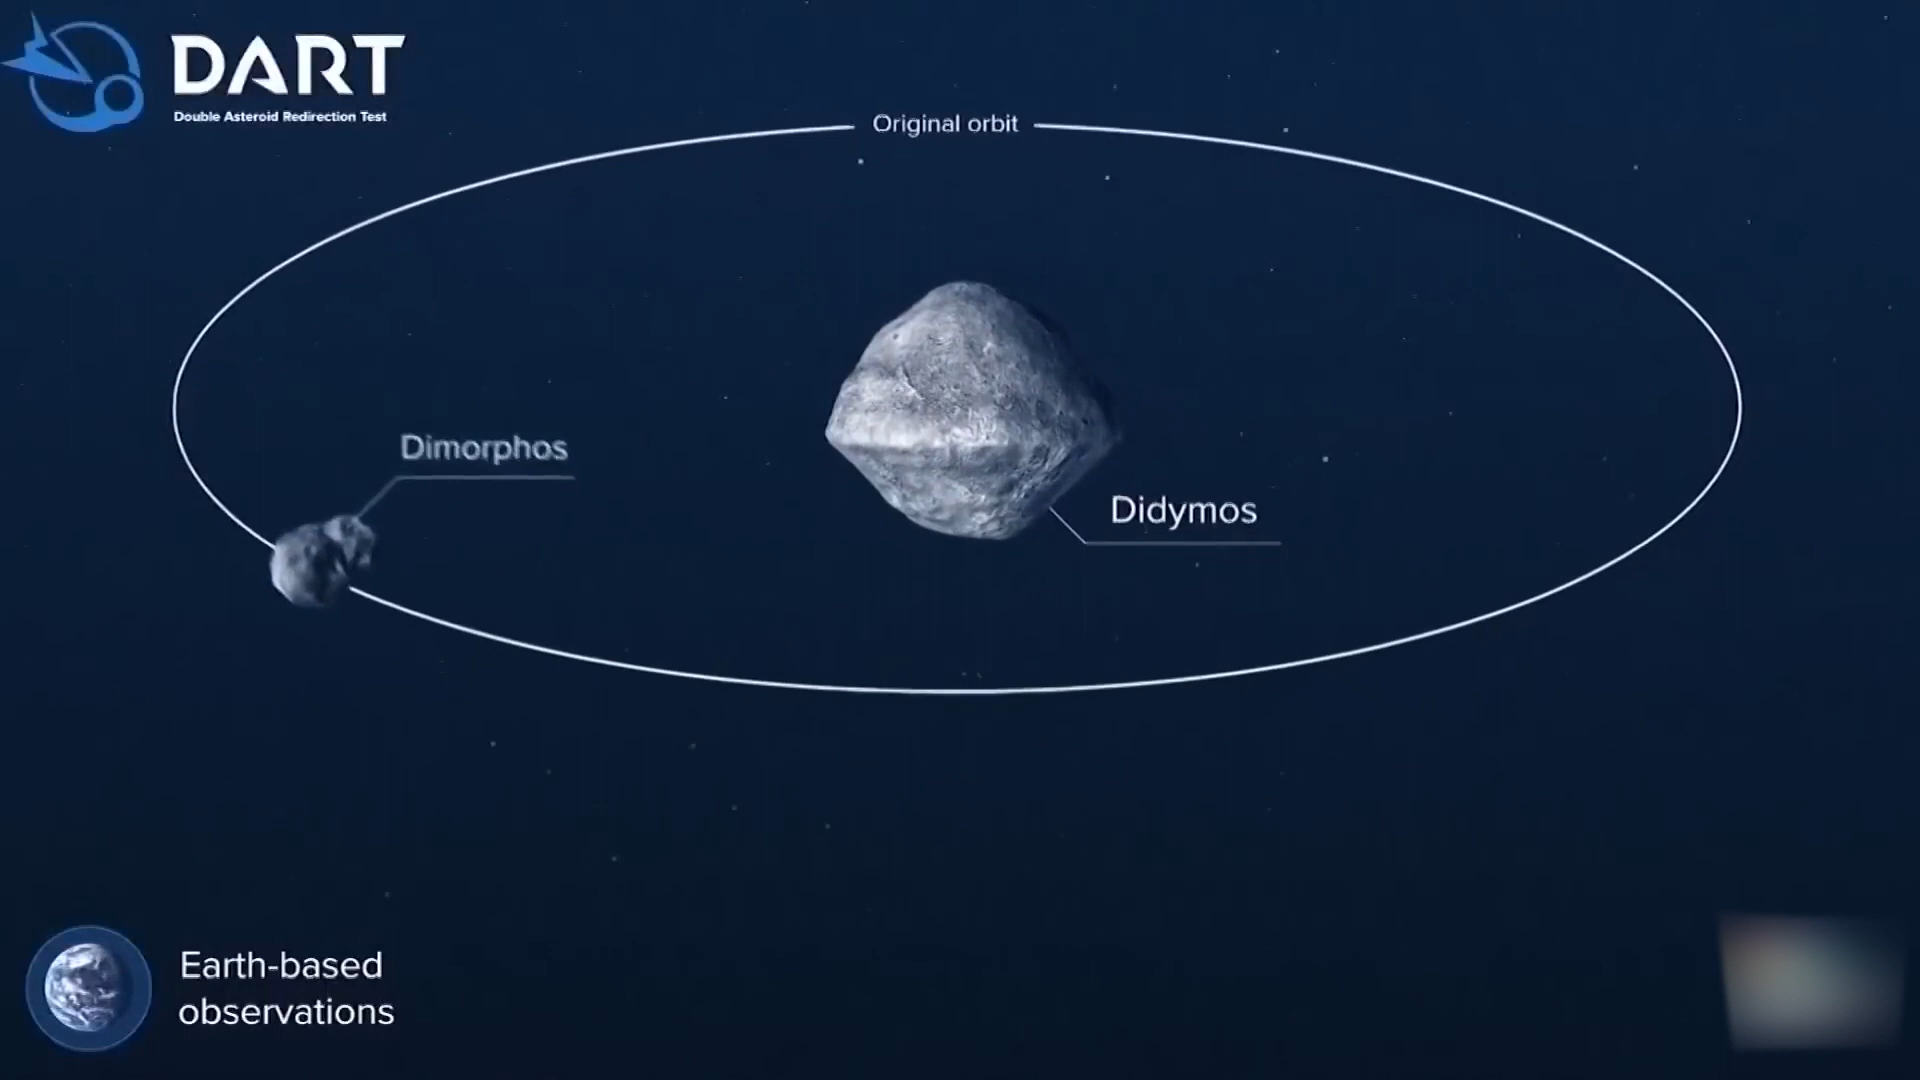 DART
Double Asteroid Redirection Test
Original orbit
Dimorphos
Didymos
Earth-based
observations